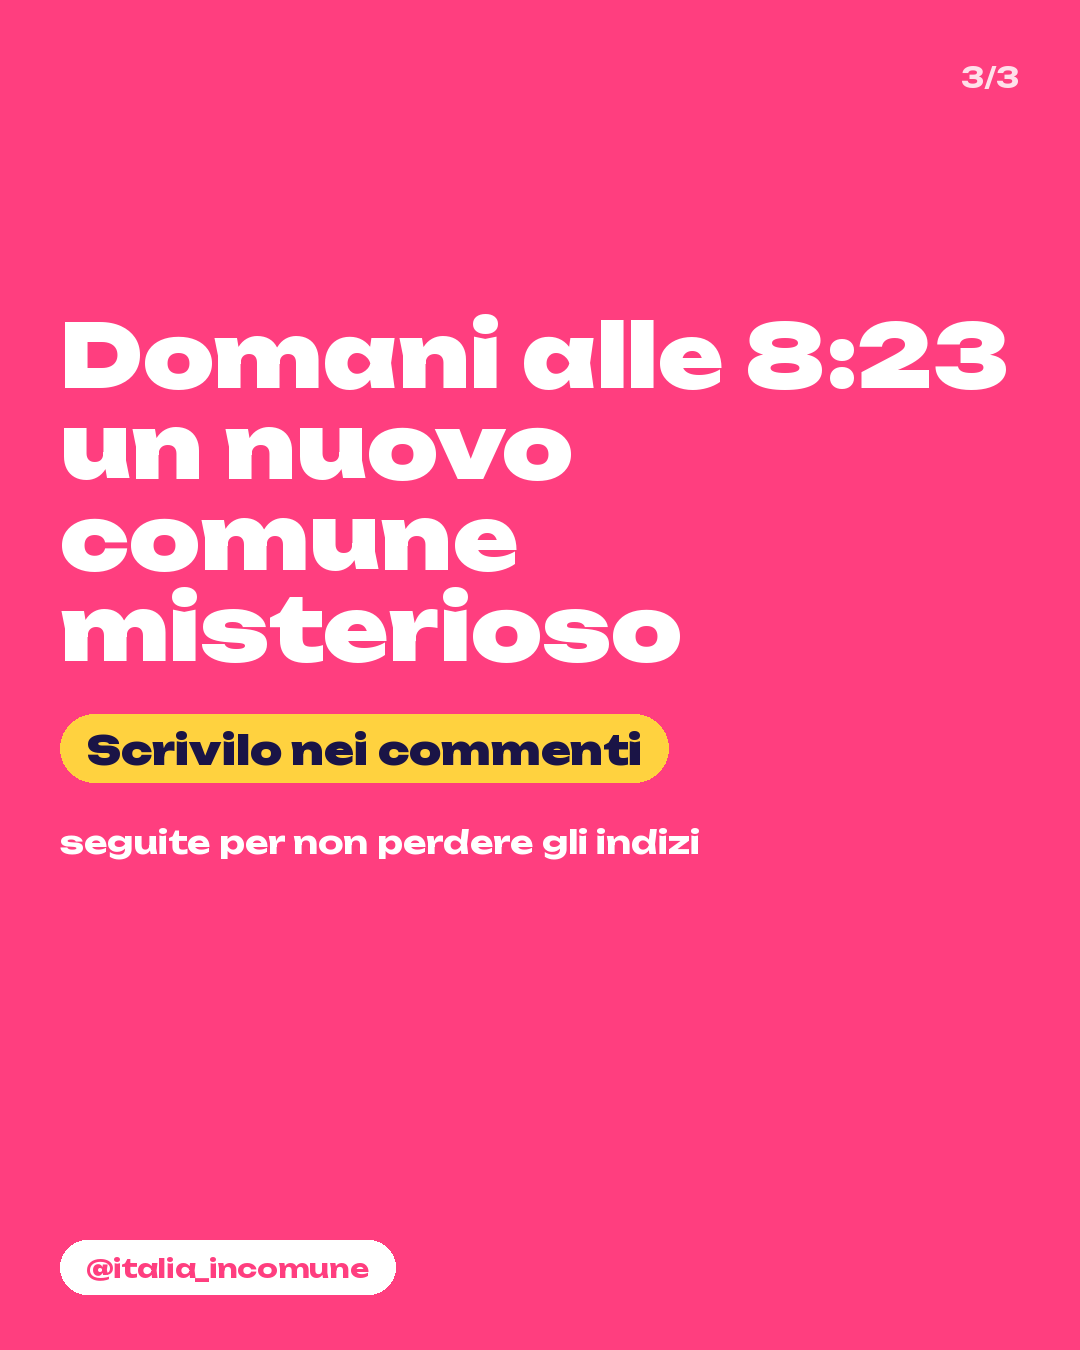 3/3
Domani alle 8:23
un nuovo
comune
misterioso
Scrivilo nei commenti
seguite per non perdere gli indizi
@italia_incomune